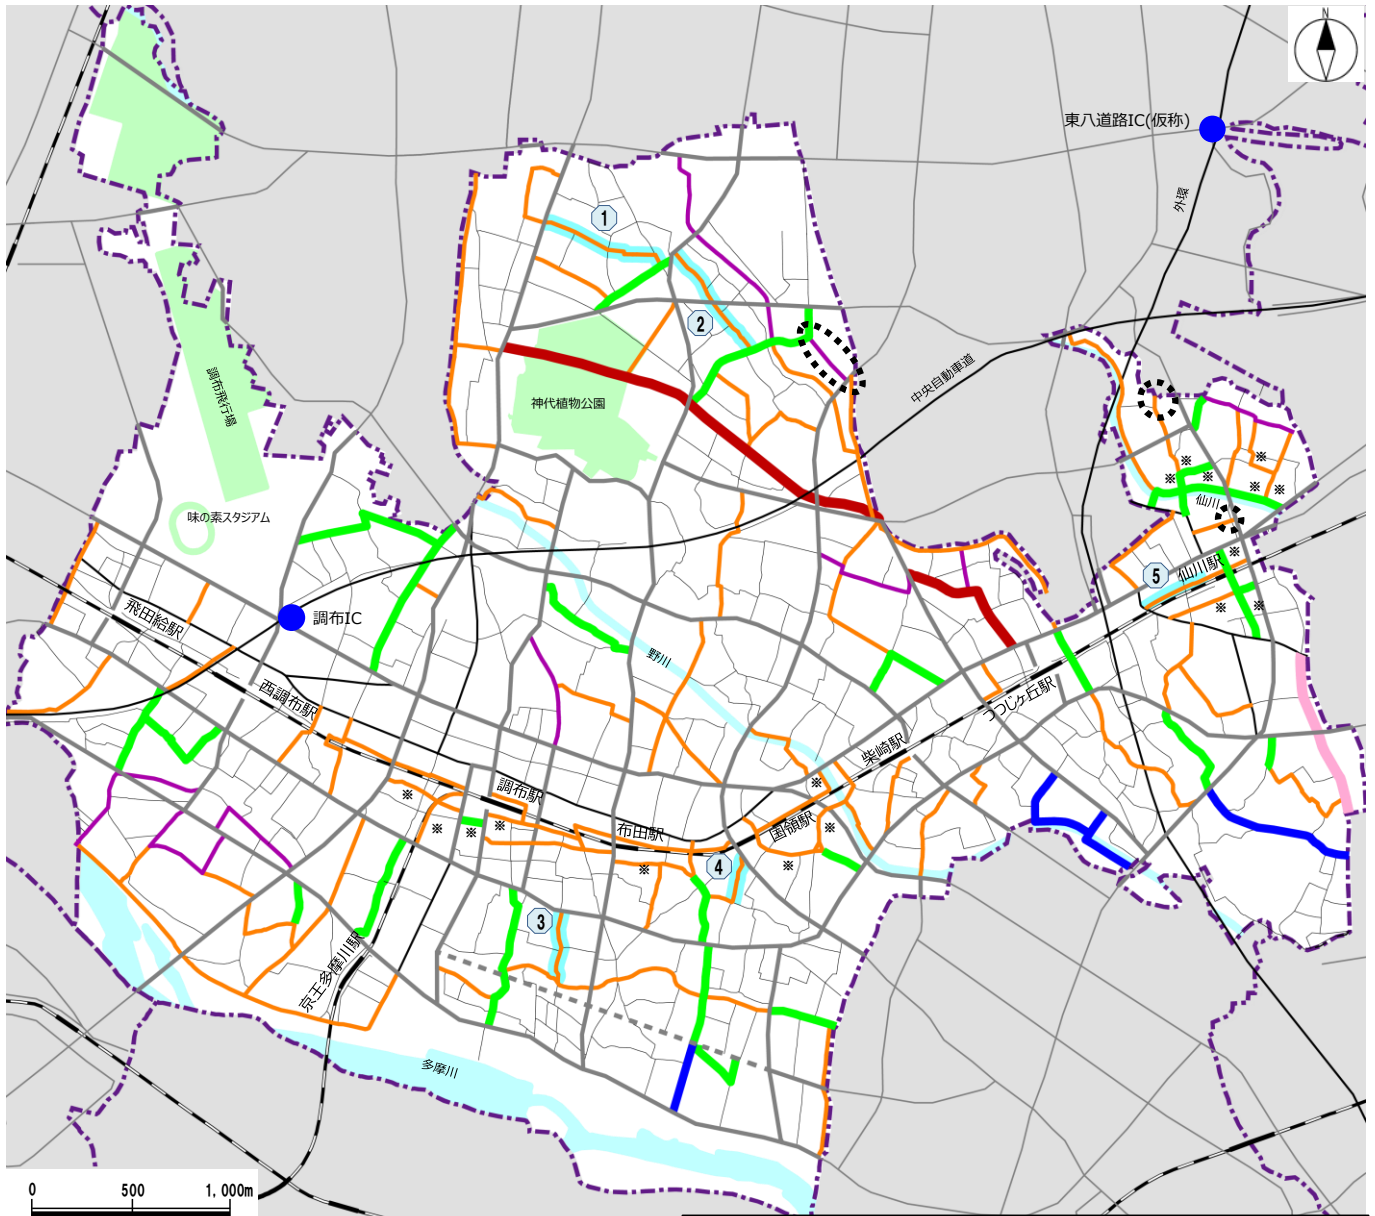 N
東八道路IC(仮称)
外環
1
2
中央自動車道
調布飛行場
神代植物公園
※
※
※
※
※
※
仙川
味の素スタジアム
5
仙川駅
※
※
※
飛田給駅
調布IC
野川
西調布駅
つつじヶ丘駅
柴崎駅
調布駅
※
※
布田駅
国領駅
※
※
※
※
※
※
4
3
京王多摩川駅
多摩川
0 500 1,000m